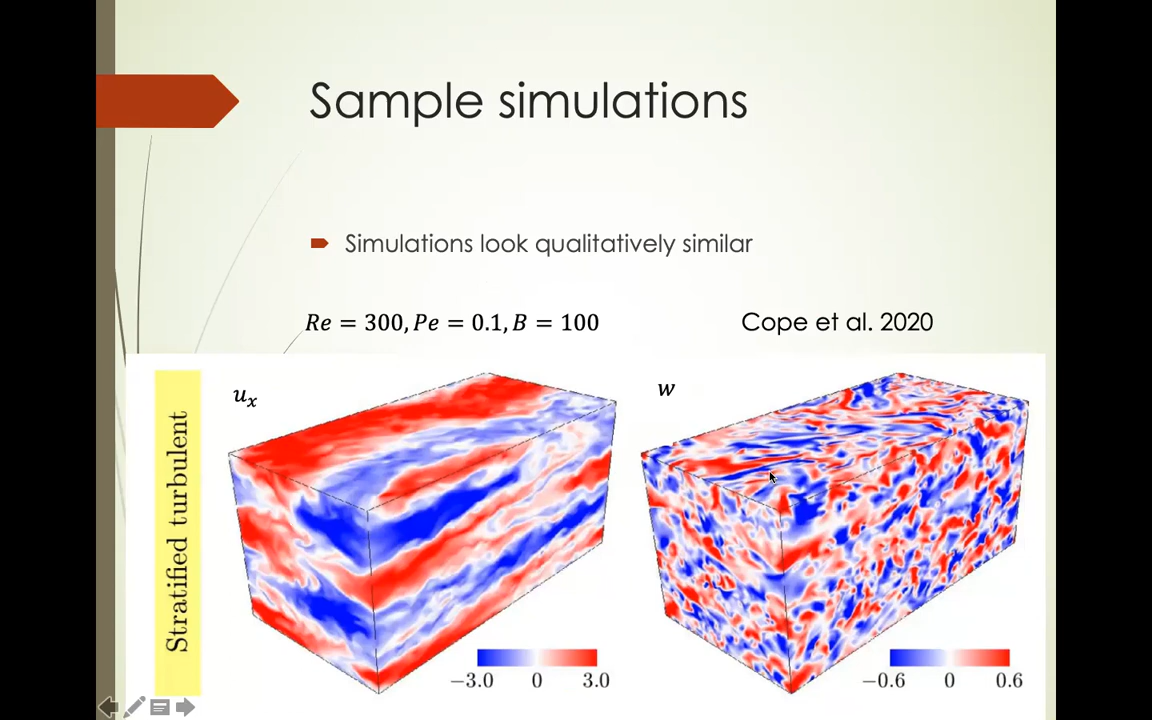 Sample simulations
Simulations look qualitatively similar
Re = 300, Pe = 0.1, B = 100
Cope et al. 2020
Stratified turbulent
uₓ
w
−3.0 0 3.0
−0.6 0 0.6